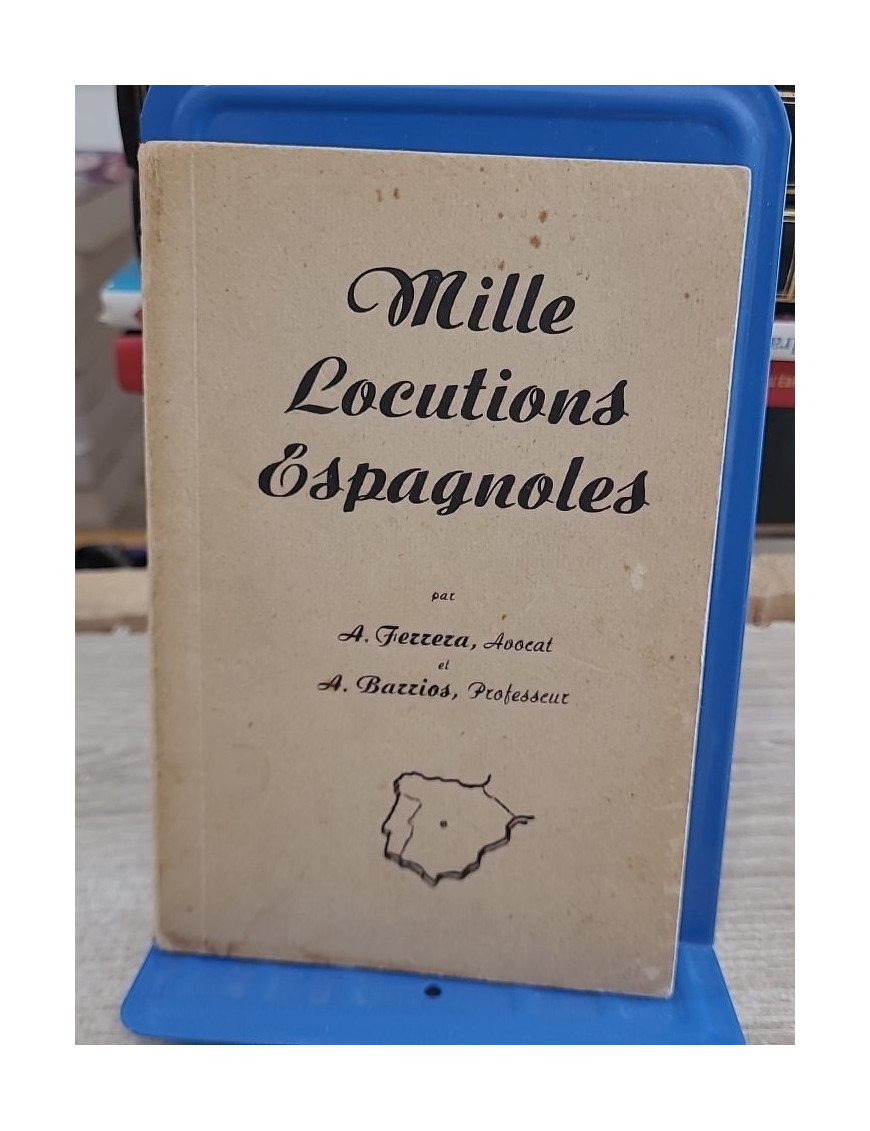 Mille
Locutions
Espagnoles
par
A. Ferrera, Avocat
et
A. Barrios, Professeur